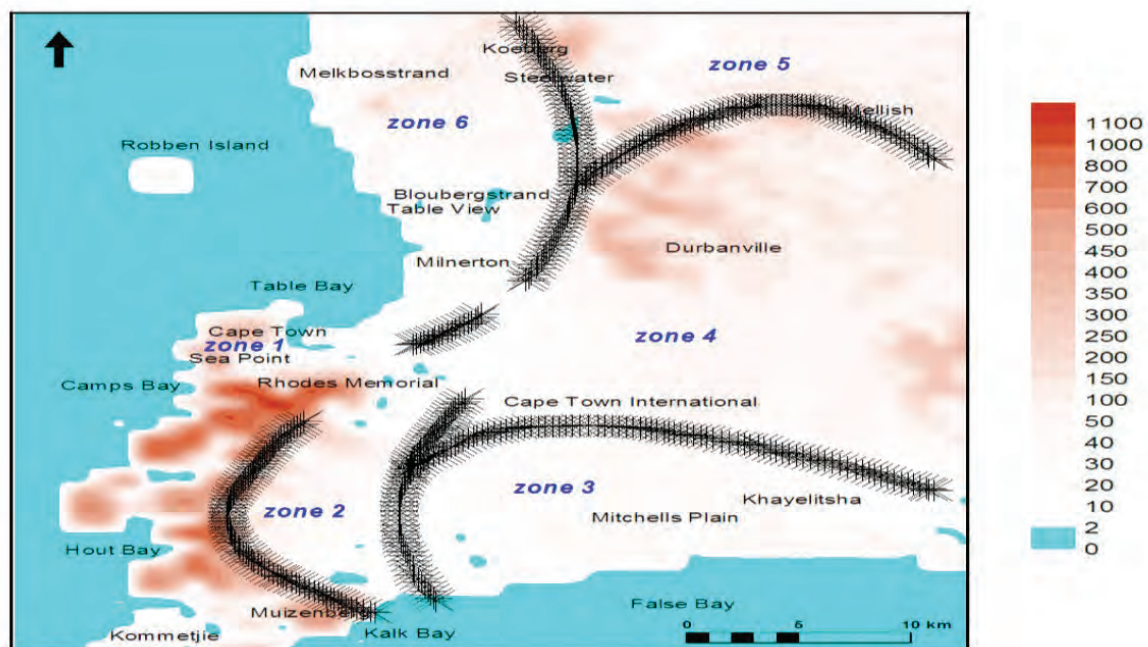 Koeberg
zone 5
Melkbosstrand
Steelwater
Mellish
zone 6
Robben Island
Bloubergstrand
Table View
Durbanville
Milnerton
Table Bay
Cape Town
zone 1
zone 4
Sea Point
Camps Bay
Rhodes Memorial
Cape Town International
zone 2
zone 3
Khayelitsha
Mitchells Plain
Hout Bay
Muizenberg
False Bay
Kommetjie
Kalk Bay
0 5 10 km
1100
1000
800
700
600
450
400
350
300
250
200
150
100
50
40
30
20
10
2
0